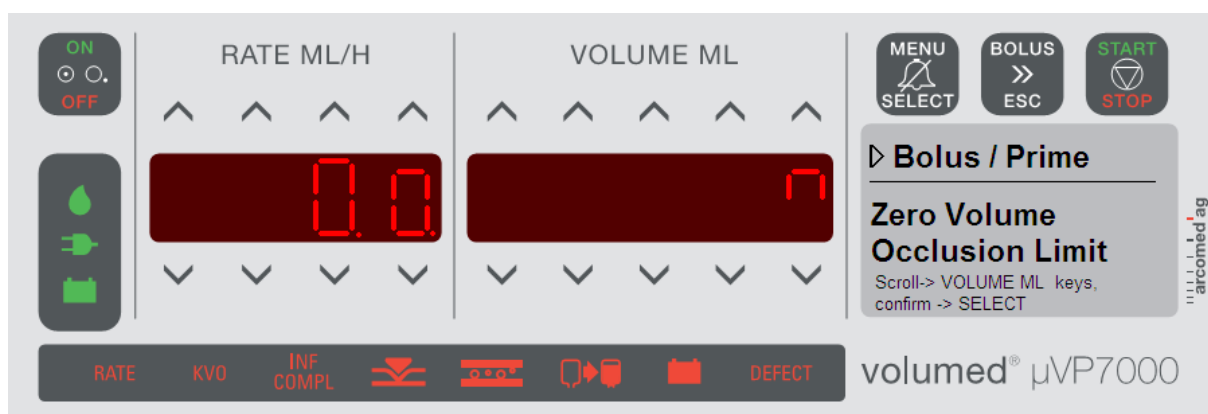 ON
OFF
RATE ML/H
VOLUME ML
MENU
SELECT
BOLUS
»
ESC
START
STOP
0.0.
▷ Bolus / Prime
Zero Volume
Occlusion Limit
Scroll-> VOLUME ML keys,
confirm -> SELECT
arcomed ag
RATE
KVO
INF
COMPL
DEFECT
volumed® µVP7000